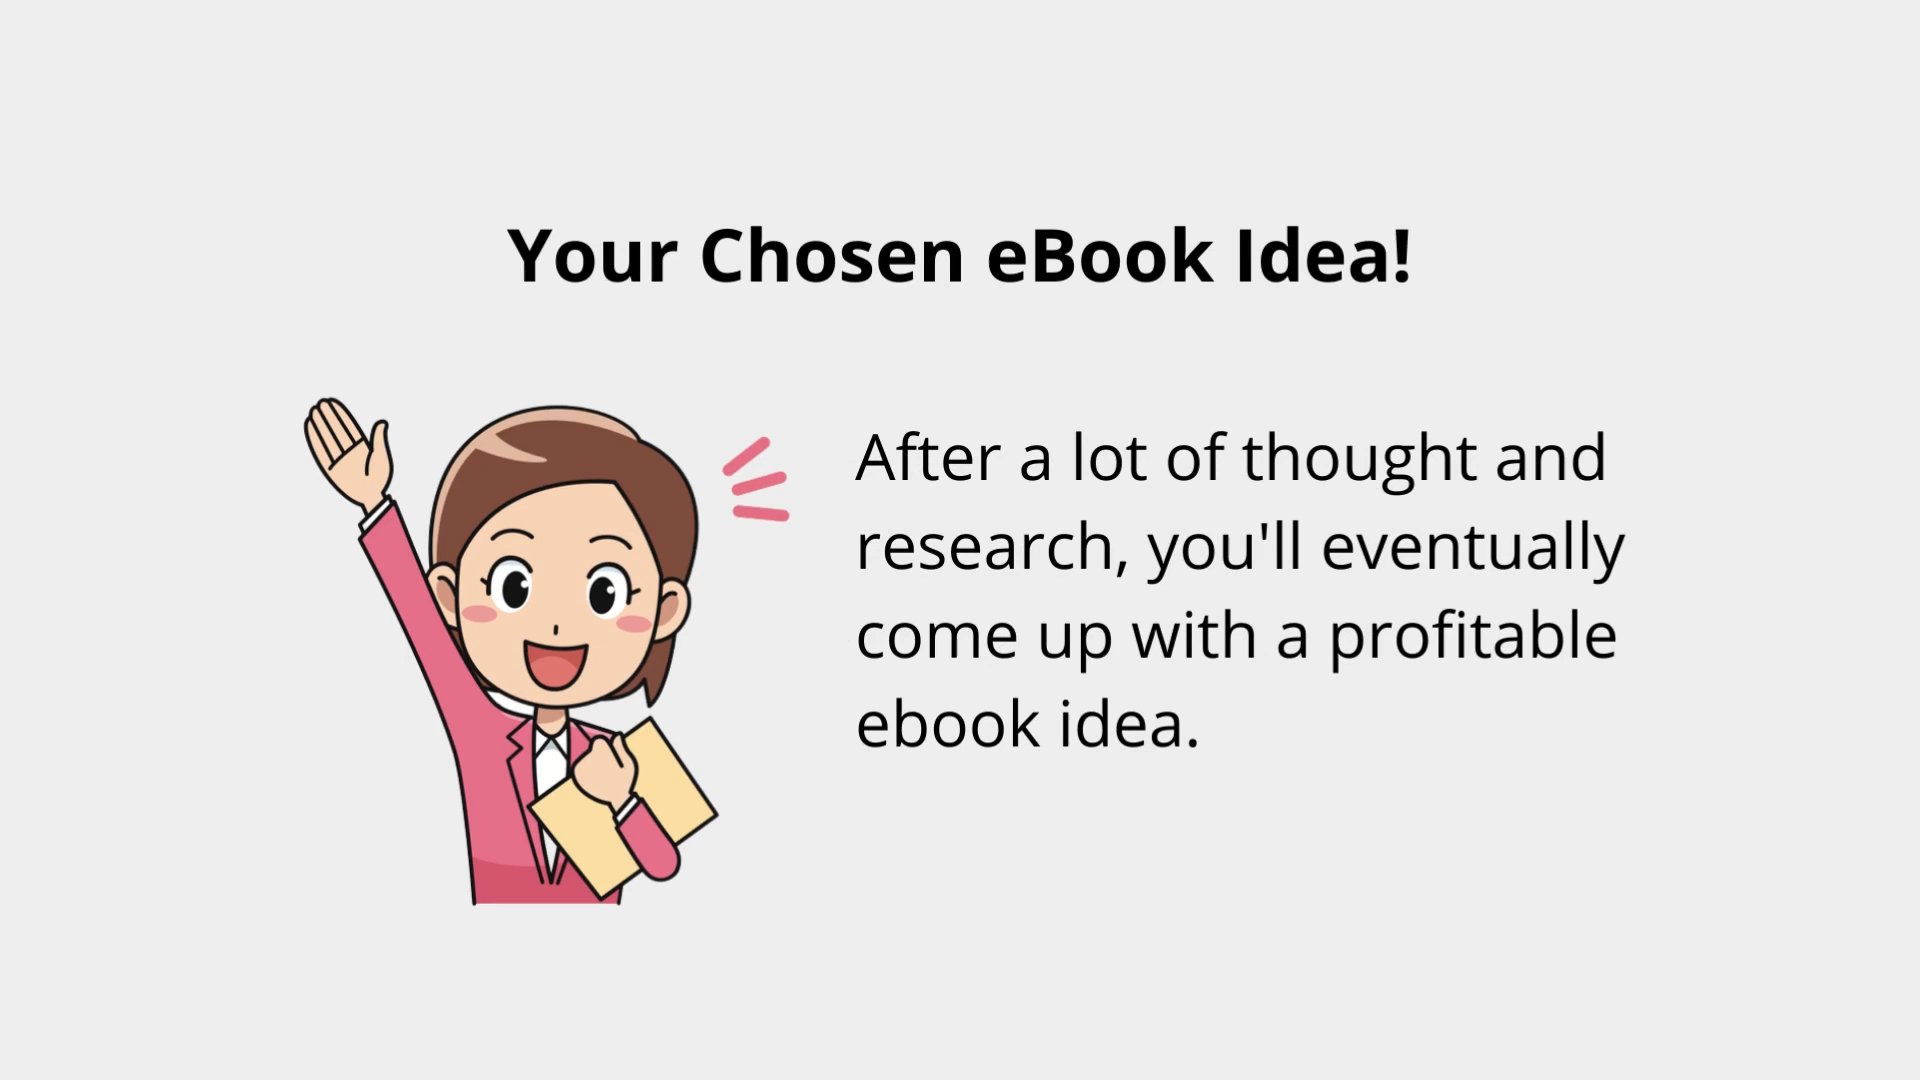 Your Chosen eBook Idea!
After a lot of thought and
research, you'll eventually
come up with a profitable
ebook idea.